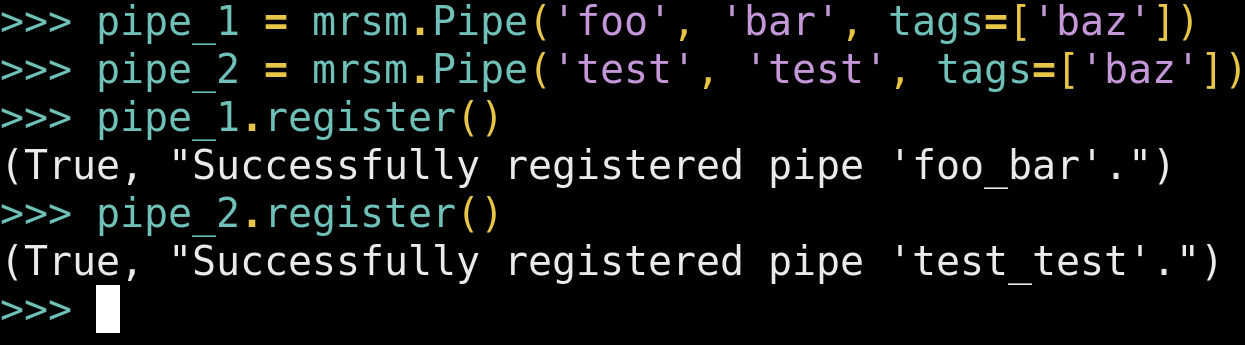 >>> pipe_1 = mrsm.Pipe('foo', 'bar', tags=['baz'])
>>> pipe_2 = mrsm.Pipe('test', 'test', tags=['baz'])
>>> pipe_1.register()
(True, "Successfully registered pipe 'foo_bar'.")
>>> pipe_2.register()
(True, "Successfully registered pipe 'test_test'.")
>>>